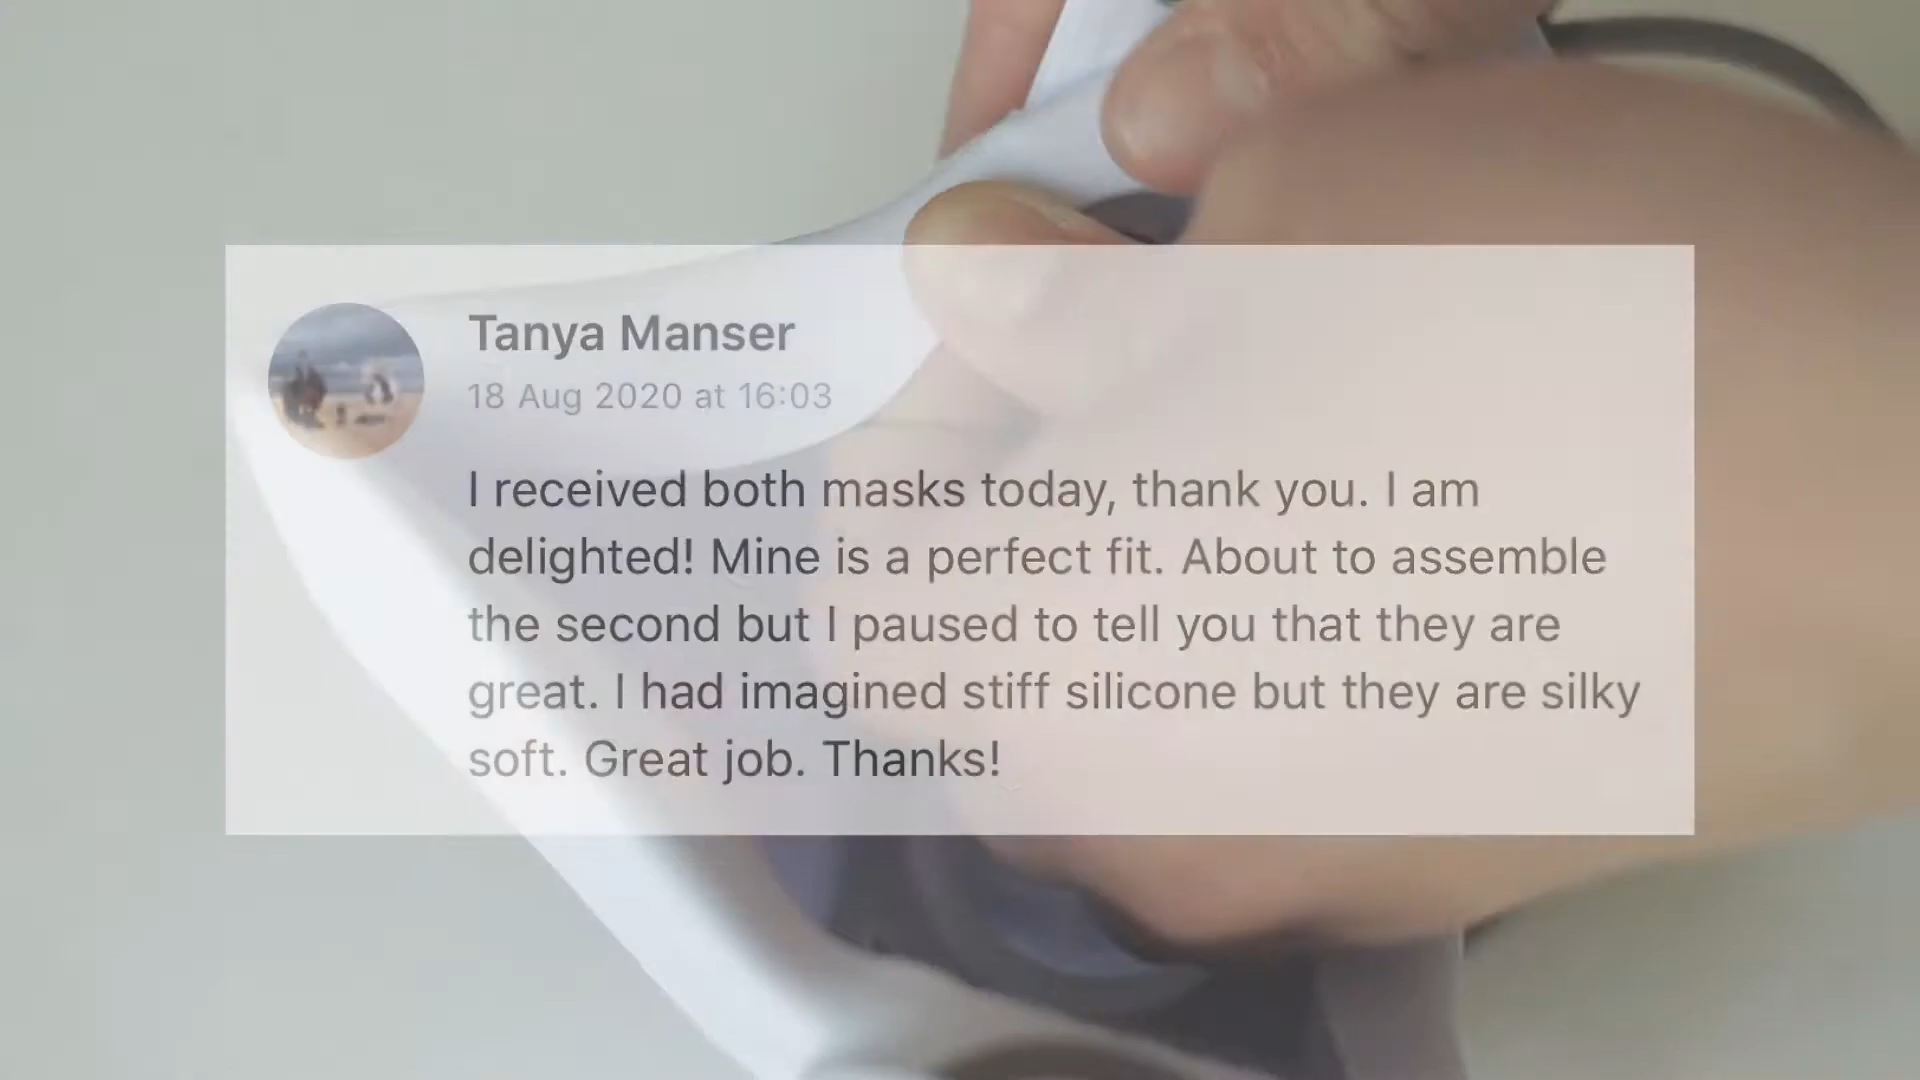 Tanya Manser
18 Aug 2020 at 16:03
I received both masks today, thank you. I am
delighted! Mine is a perfect fit. About to assemble
the second but I paused to tell you that they are
great. I had imagined stiff silicone but they are silky
soft. Great job. Thanks!